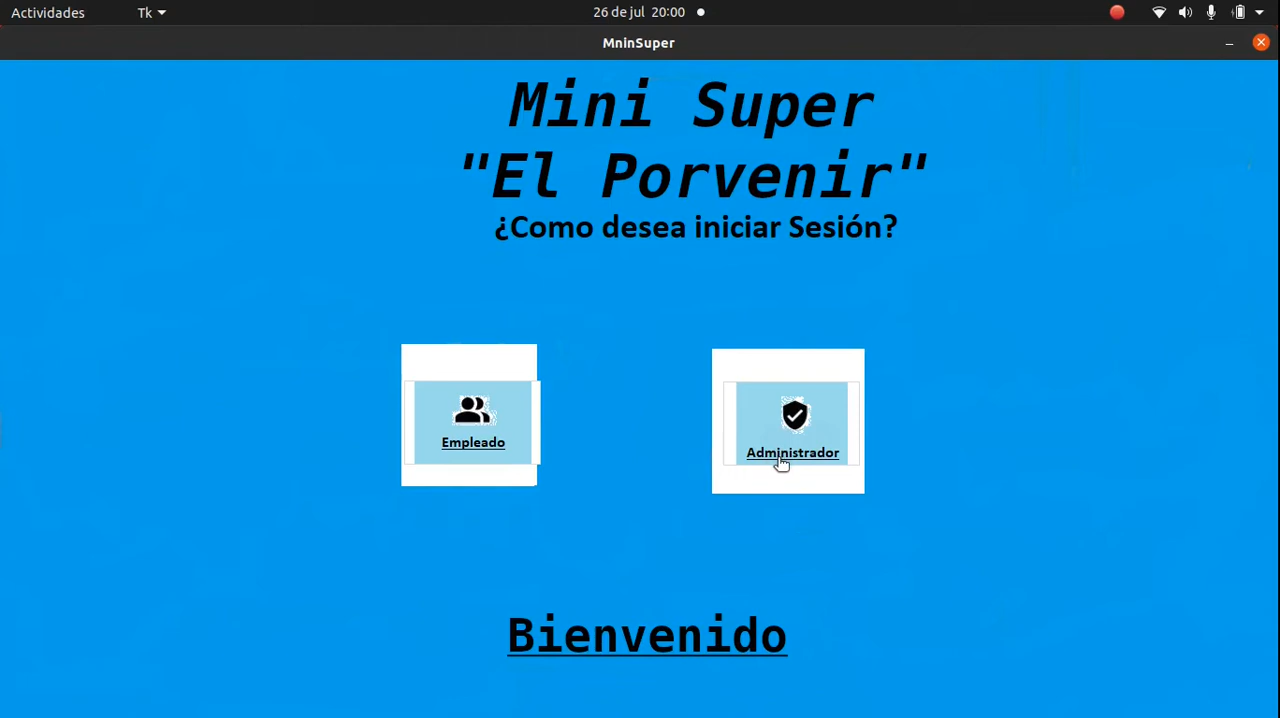 Actividades Tk 26 de jul 20:00
MninSuper
Mini Super
"El Porvenir"
¿Como desea iniciar Sesión?
Empleado Administrador
Bienvenido